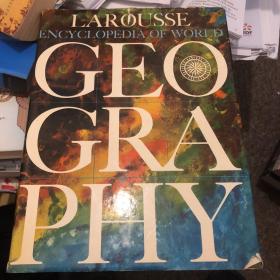 LAROUSSE
ENCYCLOPEDIA OF WORLD
GEO
GRA
PHY